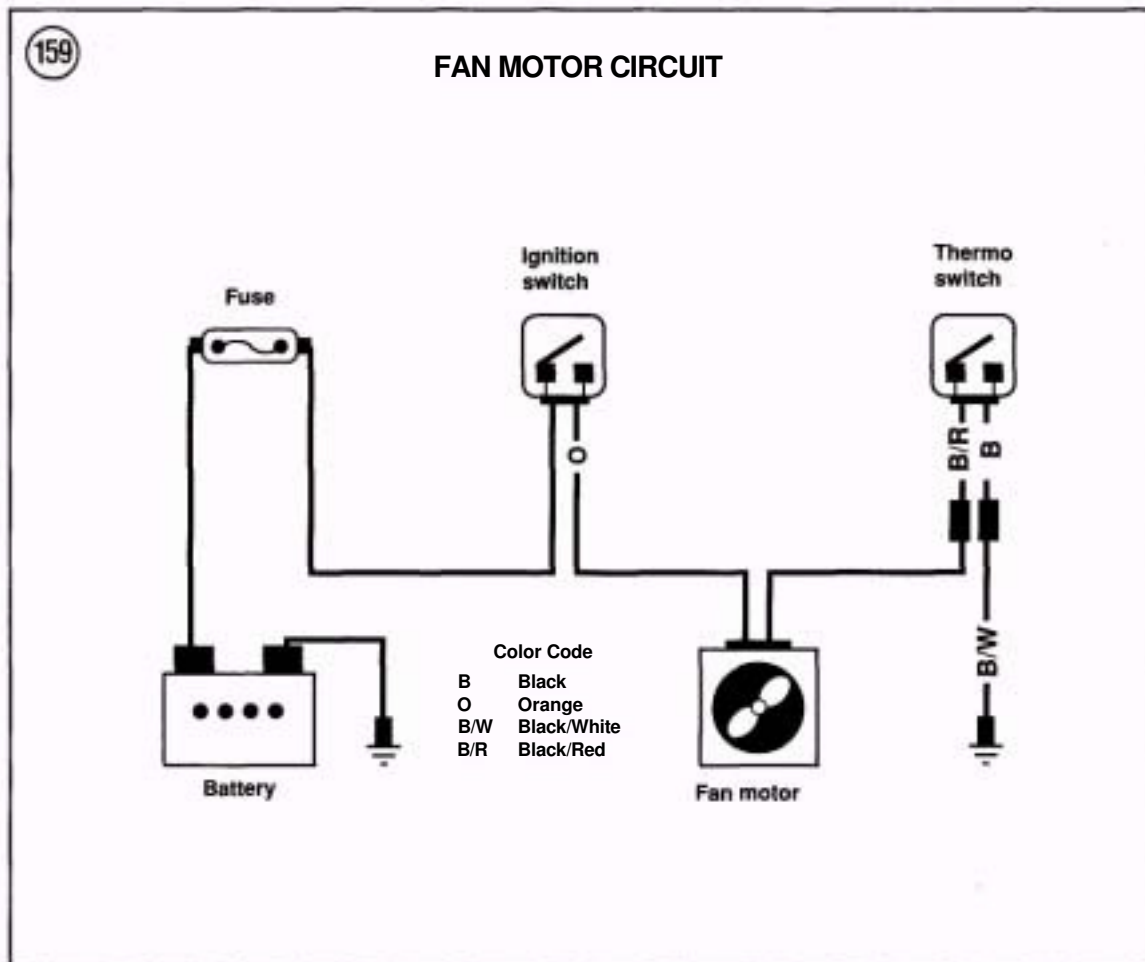 159
FAN MOTOR CIRCUIT
Ignition
switch
Thermo
switch
Fuse
O
B/R
B
B/W
Color Code
B Black
O Orange
B/W Black/White
B/R Black/Red
Battery
Fan motor